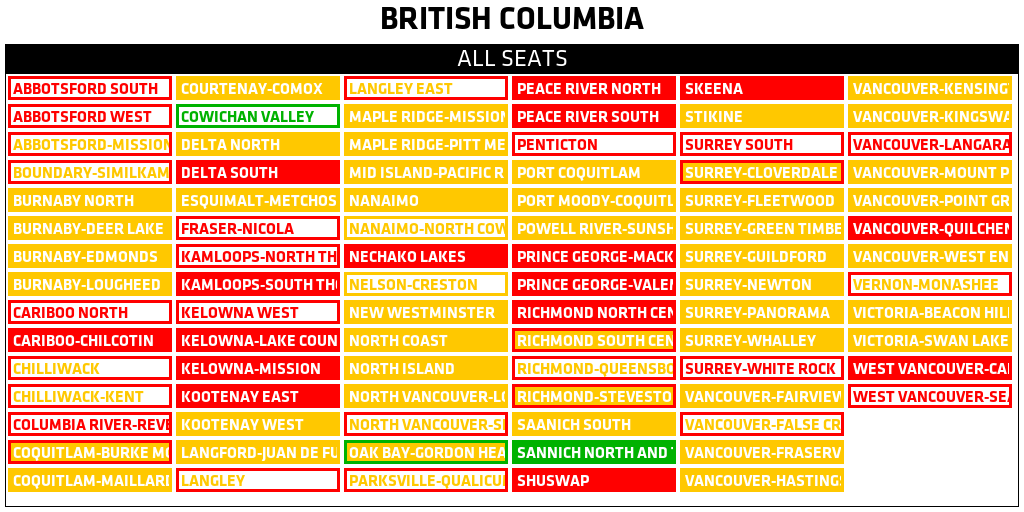 BRITISH COLUMBIA
ALL SEATS
ABBOTSFORD SOUTH
ABBOTSFORD WEST
ABBOTSFORD-MISSION
BOUNDARY-SIMILKAM
BURNABY NORTH
BURNABY-DEER LAKE
BURNABY-EDMONDS
BURNABY-LOUGHEED
CARIBOO NORTH
CARIBOO-CHILCOTIN
CHILLIWACK
CHILLIWACK-KENT
COLUMBIA RIVER-REVE
COQUITLAM-BURKE MO
COQUITLAM-MAILLARD
COURTENAY-COMOX
COWICHAN VALLEY
DELTA NORTH
DELTA SOUTH
ESQUIMALT-METCHOS
FRASER-NICOLA
KAMLOOPS-NORTH TH
KAMLOOPS-SOUTH THO
KELOWNA WEST
KELOWNA-LAKE COUN
KELOWNA-MISSION
KOOTENAY EAST
KOOTENAY WEST
LANGFORD-JUAN DE FU
LANGLEY
LANGLEY EAST
MAPLE RIDGE-MISSION
MAPLE RIDGE-PITT ME
MID ISLAND-PACIFIC R
NANAIMO
NANAIMO-NORTH COW
NECHAKO LAKES
NELSON-CRESTON
NEW WESTMINSTER
NORTH COAST
NORTH ISLAND
NORTH VANCOUVER-LO
NORTH VANCOUVER-SE
OAK BAY-GORDON HEA
PARKSVILLE-QUALICUM
PEACE RIVER NORTH
PEACE RIVER SOUTH
PENTICTON
PORT COQUITLAM
PORT MOODY-COQUITL
POWELL RIVER-SUNSH
PRINCE GEORGE-MACK
PRINCE GEORGE-VALEM
RICHMOND NORTH CEN
RICHMOND SOUTH CEN
RICHMOND-QUEENSBO
RICHMOND-STEVESTO
SAANICH SOUTH
SANNICH NORTH AND T
SHUSWAP
SKEENA
STIKINE
SURREY SOUTH
SURREY-CLOVERDALE
SURREY-FLEETWOOD
SURREY-GREEN TIMBE
SURREY-GUILDFORD
SURREY-NEWTON
SURREY-PANORAMA
SURREY-WHALLEY
SURREY-WHITE ROCK
VANCOUVER-FAIRVIEW
VANCOUVER-FALSE CR
VANCOUVER-FRASERV
VANCOUVER-HASTINGS
VANCOUVER-KENSING
VANCOUVER-KINGSWA
VANCOUVER-LANGARA
VANCOUVER-MOUNT P
VANCOUVER-POINT GR
VANCOUVER-QUILCHEN
VANCOUVER-WEST EN
VERNON-MONASHEE
VICTORIA-BEACON HIL
VICTORIA-SWAN LAKE
WEST VANCOUVER-CA
WEST VANCOUVER-SEA